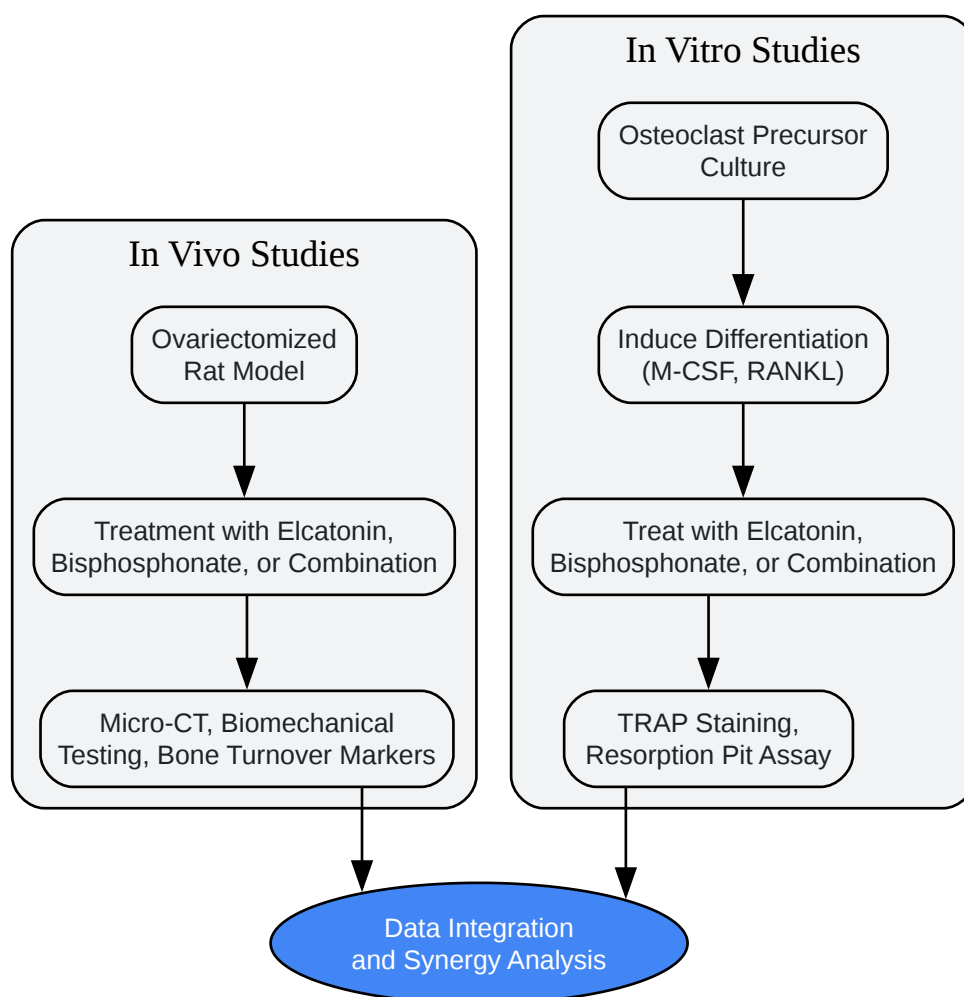 In Vivo Studies
Ovariectomized
Rat Model
Treatment with Elcatonin,
Bisphosphonate, or Combination
Micro-CT, Biomechanical
Testing, Bone Turnover Markers
In Vitro Studies
Osteoclast Precursor
Culture
Induce Differentiation
(M-CSF, RANKL)
Treat with Elcatonin,
Bisphosphonate, or Combination
TRAP Staining,
Resorption Pit Assay
Data Integration
and Synergy Analysis